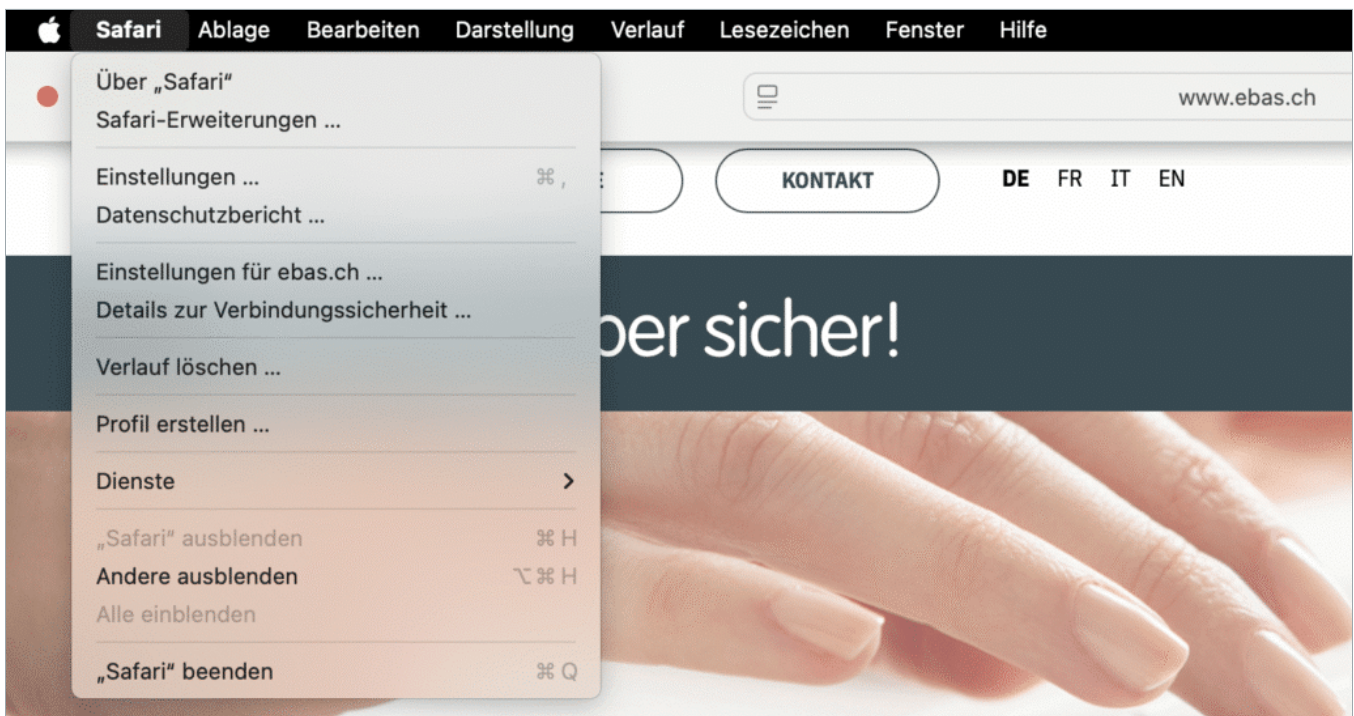 Safari Ablage Bearbeiten Darstellung Verlauf Lesezeichen Fenster Hilfe
www.ebas.ch
Über „Safari“
Safari-Erweiterungen ...
Einstellungen ... ⌘ ,
Datenschutzbericht ...
Einstellungen für ebas.ch ...
Details zur Verbindungssicherheit ...
Verlauf löschen ...
Profil erstellen ...
Dienste
„Safari“ ausblenden ⌘ H
Andere ausblenden ⌥ ⌘ H
Alle einblenden
„Safari“ beenden ⌘ Q
KONTAKT DE FR IT EN
sicher!